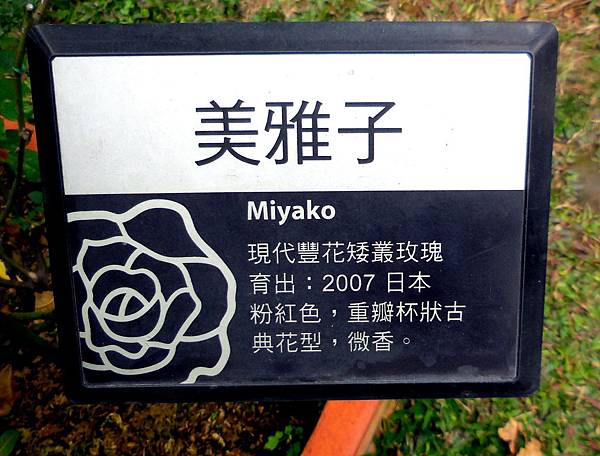 美雅子
Miyako
現代豐花矮叢玫瑰
育出：2007 日本
粉紅色，重瓣杯狀古
典花型，微香。